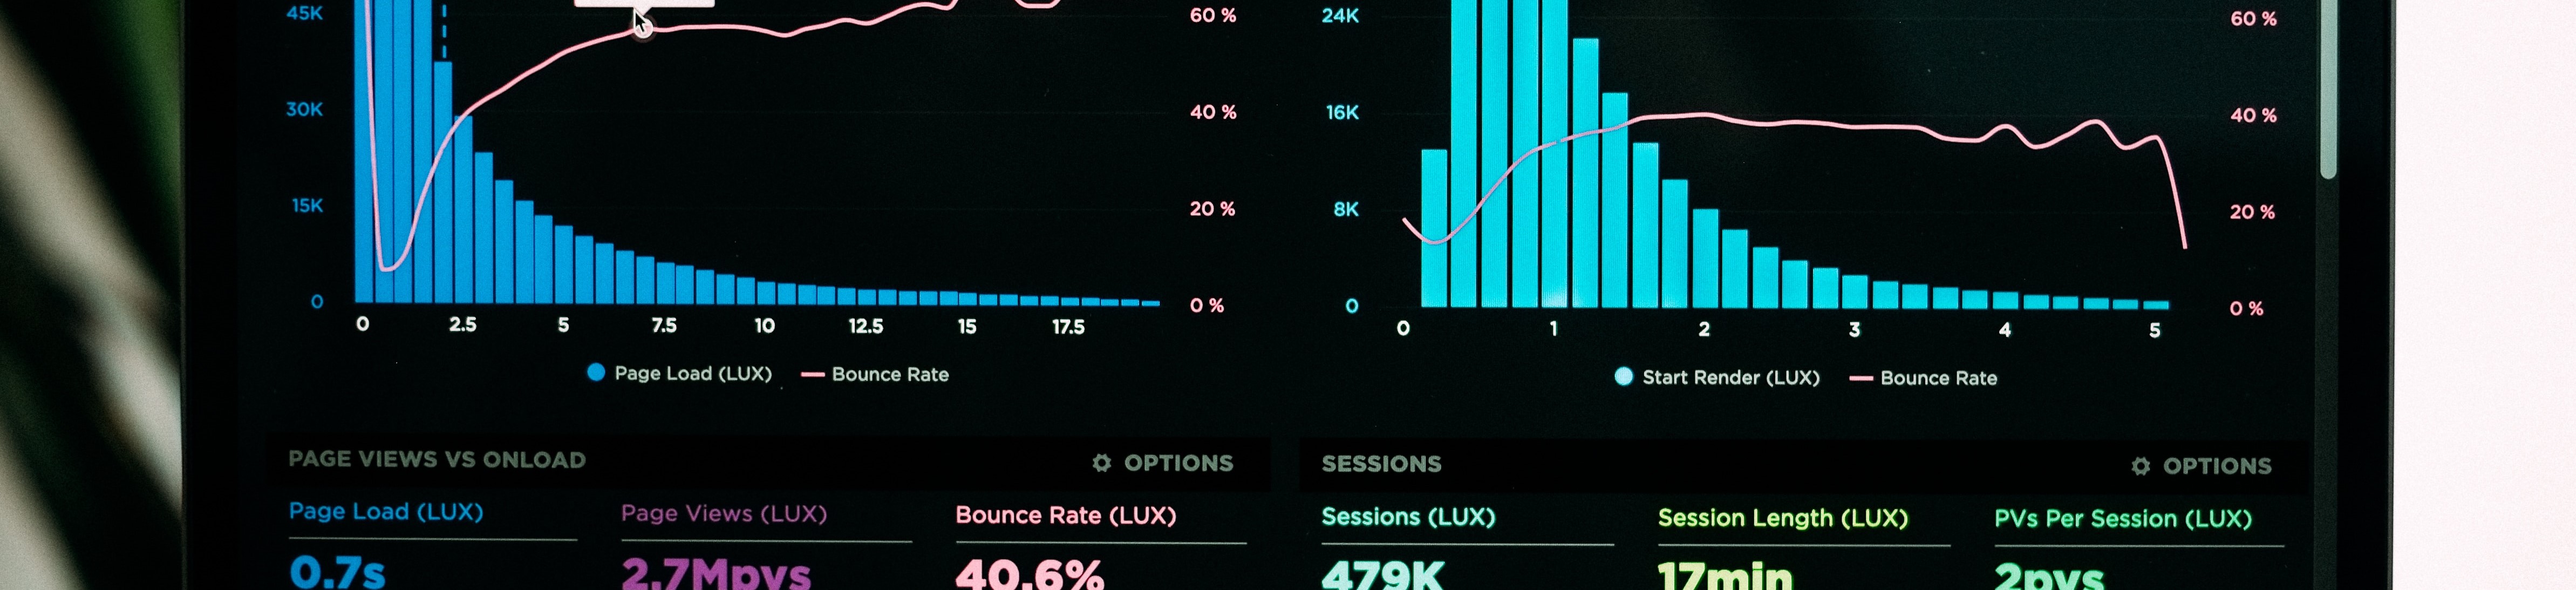 45K
30K
15K
0
60 %
40 %
20 %
0 %
0 2.5 5 7.5 10 12.5 15 17.5
Page Load (LUX) Bounce Rate
24K
16K
8K
0
60 %
40 %
20 %
0 %
0 1 2 3 4 5
Start Render (LUX) Bounce Rate
PAGE VIEWS VS ONLOAD OPTIONS
Page Load (LUX) Page Views (LUX) Bounce Rate (LUX)
0.7s 2.7Mpvs 40.6%
SESSIONS OPTIONS
Sessions (LUX) Session Length (LUX) PVs Per Session (LUX)
479K 17min 2pvs